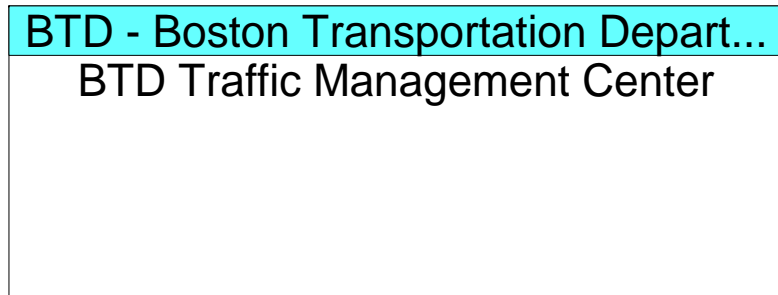 BTD - Boston Transportation Depart...
BTD Traffic Management Center